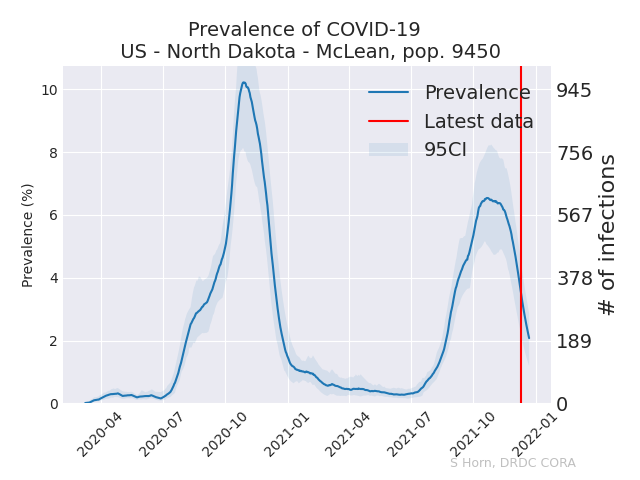 Prevalence of COVID-19
US - North Dakota - McLean, pop. 9450
Prevalence
Latest data
95CI
Prevalence (%)
10
8
6
4
2
0
945
756
567
378
189
0
# of infections
2020-04
2020-07
2020-10
2021-01
2021-04
2021-07
2021-10
2022-01
S Horn, DRDC CORA